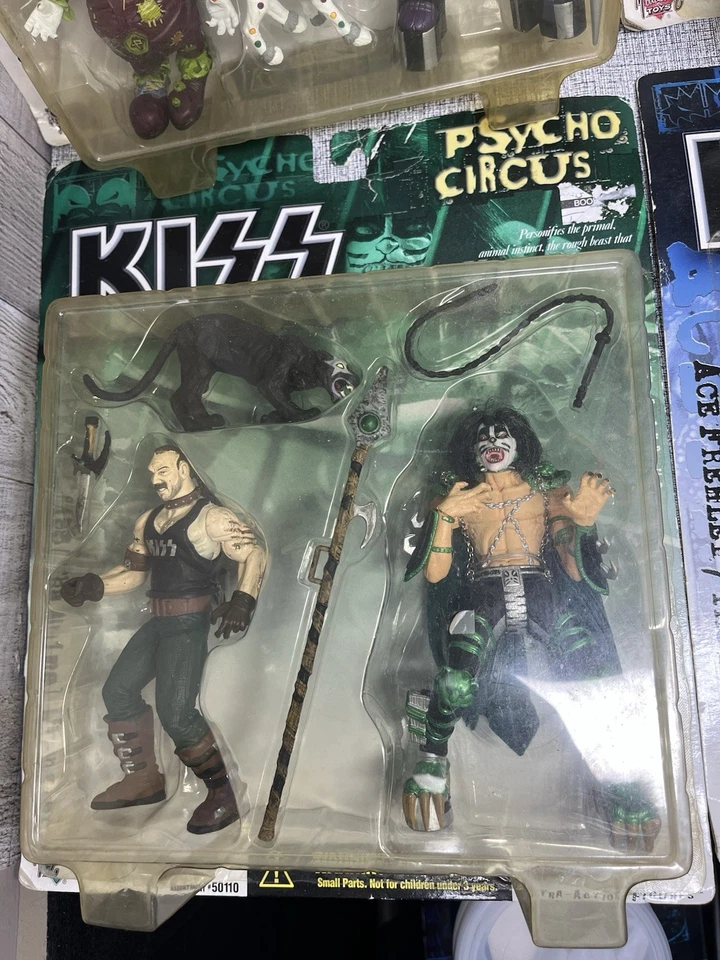 TOYS
PSYCHO
CIRCUS
PSYCHO
CIRCUS
BOO
KISS
Personifies the primal,
animal instinct, the rough beast that
KISS
ACE FREHLEY
50110
Small Parts. Not for children under 3 years.